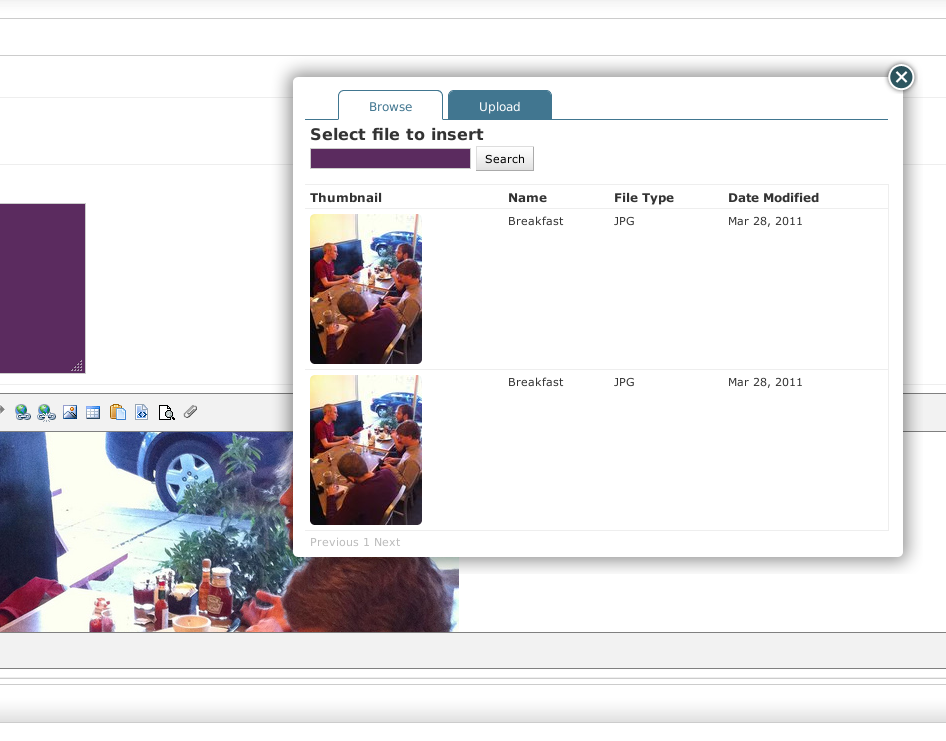 Browse
Upload
Select file to insert
Search
Thumbnail Name File Type Date Modified
Breakfast JPG Mar 28, 2011
Breakfast JPG Mar 28, 2011
Previous 1 Next